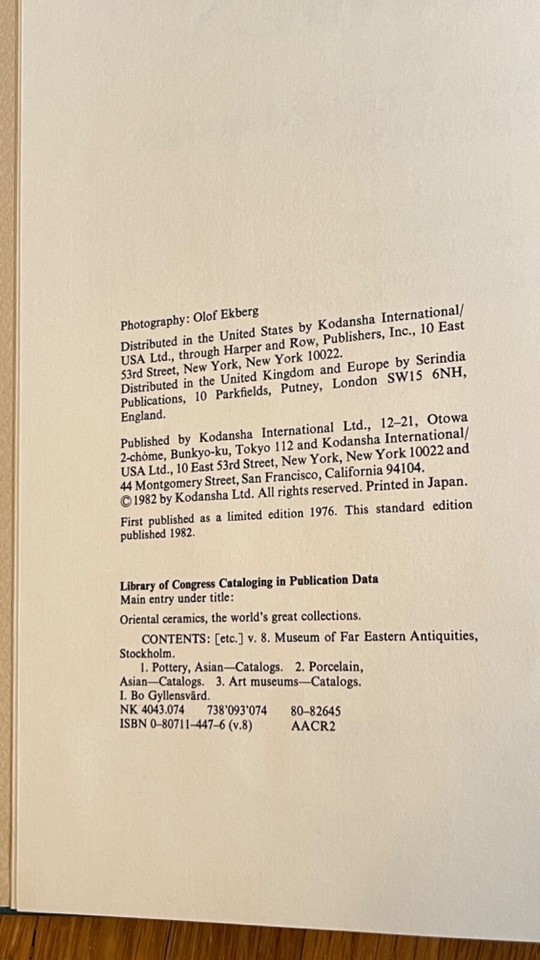 Photography: Olof Ekberg
Distributed in the United States by Kodansha International/
USA Ltd., through Harper and Row, Publishers, Inc., 10 East
53rd Street, New York, New York 10022.
Distributed in the United Kingdom and Europe by Serindia
Publications, 10 Parkfields, Putney, London SW15 6NH,
England.
Published by Kodansha International Ltd., 12–21, Otowa
2-chōme, Bunkyo-ku, Tokyo 112 and Kodansha International/
USA Ltd., 10 East 53rd Street, New York, New York 10022 and
44 Montgomery Street, San Francisco, California 94104.
©1982 by Kodansha Ltd. All rights reserved. Printed in Japan.
First published as a limited edition 1976. This standard edition
published 1982.
Library of Congress Cataloging in Publication Data
Main entry under title:
Oriental ceramics, the world's great collections.
CONTENTS: [etc.] v. 8. Museum of Far Eastern Antiquities,
Stockholm.
1. Pottery, Asian—Catalogs. 2. Porcelain,
Asian—Catalogs. 3. Art museums—Catalogs.
I. Bo Gyllensvärd.
NK 4043.074 738'093'074 80–82645
ISBN 0–80711–447–6 (v.8) AACR2